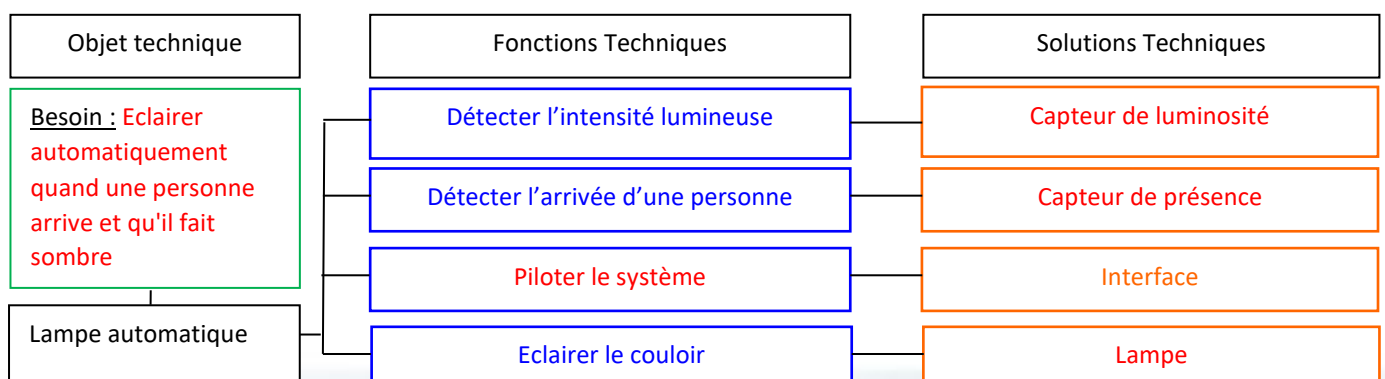 Objet technique
Fonctions Techniques
Solutions Techniques
Besoin : Eclairer
automatiquement
quand une personne
arrive et qu'il fait
sombre
Détecter l’intensité lumineuse
Capteur de luminosité
Détecter l’arrivée d’une personne
Capteur de présence
Piloter le système
Interface
Lampe automatique
Eclairer le couloir
Lampe